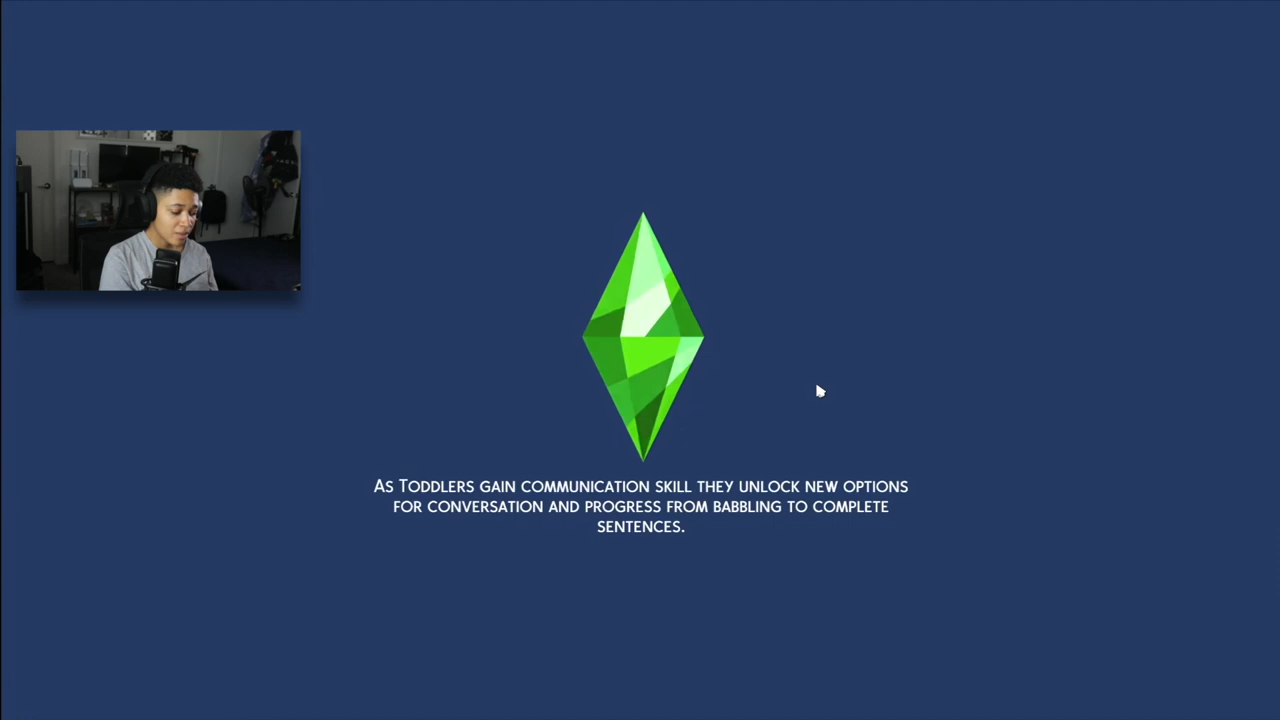 As Toddlers gain communication skill they unlock new options
for conversation and progress from babbling to complete
sentences.